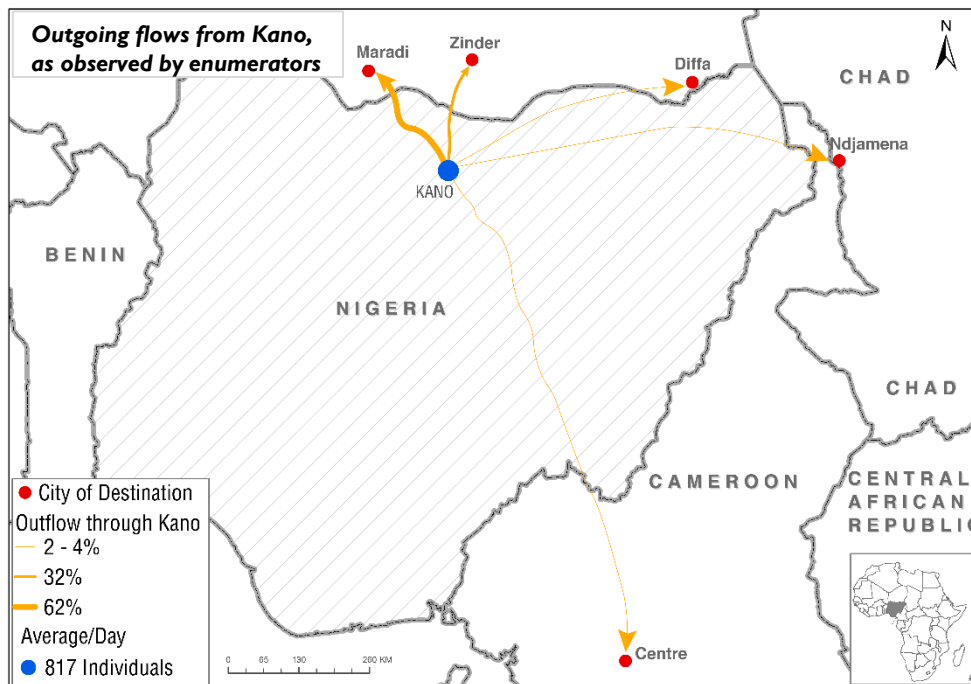 Outgoing flows from Kano,
as observed by enumerators
N
Maradi
Zinder
Diffa
CHAD
Ndjamena
KANO
BENIN
NIGERIA
CHAD
CAMEROON
CENTRAL
AFRICAN
REPUBLIC
Centre
City of Destination
Outflow through Kano
2 - 4%
32%
62%
Average/Day
817 Individuals
0 65 130 200 KM